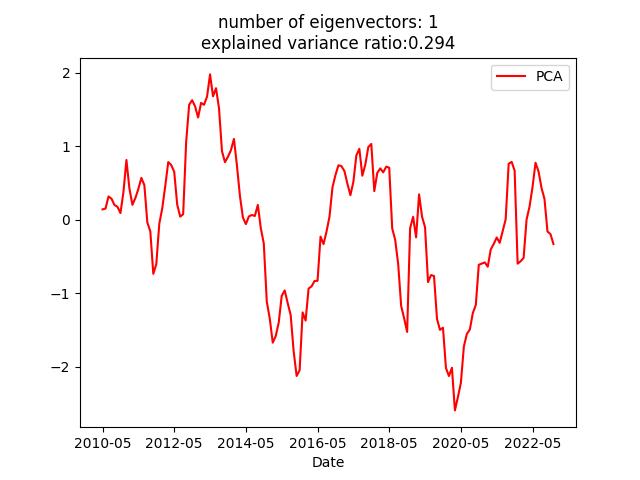 number of eigenvectors: 1
explained variance ratio:0.294
PCA
2
1
0
−1
−2
2010-05 2012-05 2014-05 2016-05 2018-05 2020-05 2022-05
Date